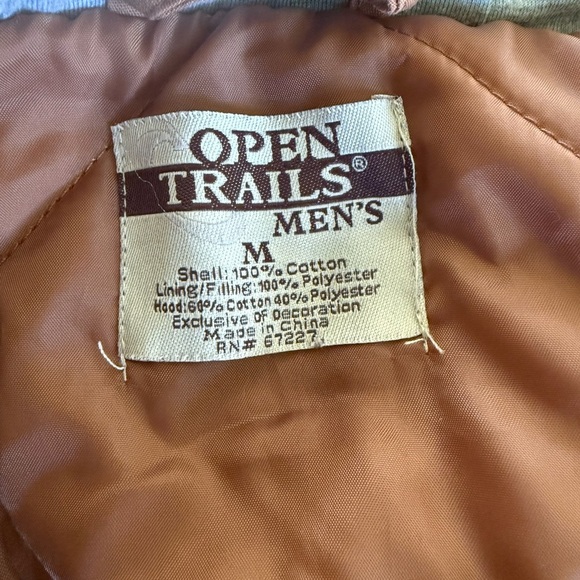 OPEN
TRAILS®
MEN'S
M
Shell: 100% Cotton
Lining/Filling: 100% Polyester
Hood: 60% Cotton 40% Polyester
Exclusive Of Decoration
Made in China
RN# 67227